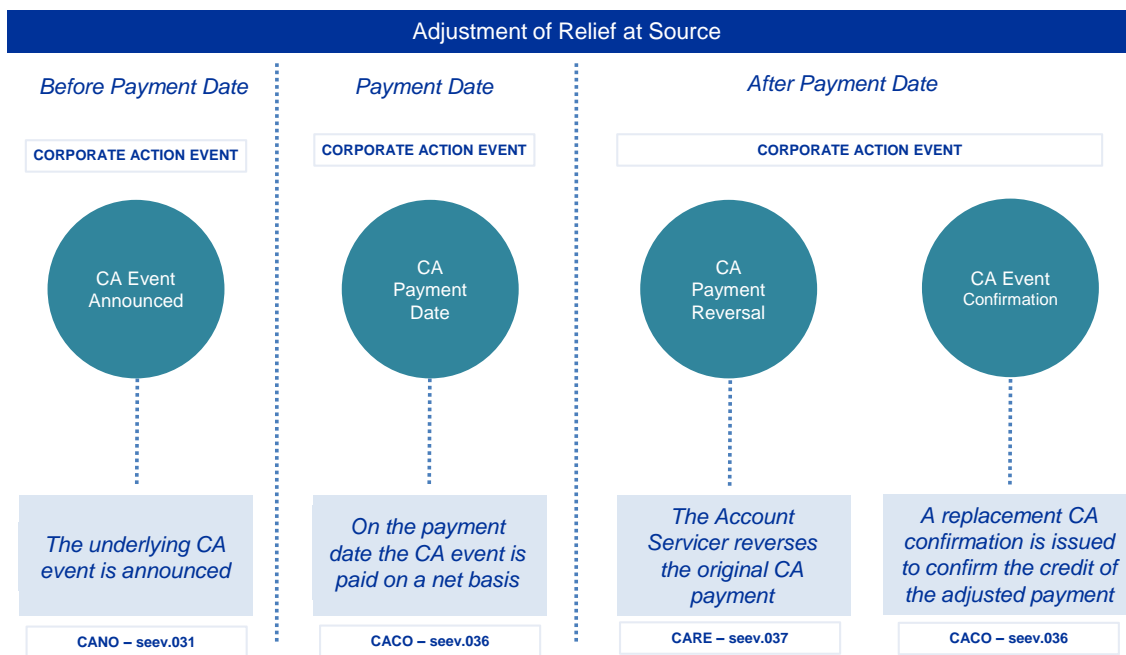 Adjustment of Relief at Source
Before Payment Date
Payment Date
After Payment Date
CORPORATE ACTION EVENT
CORPORATE ACTION EVENT
CORPORATE ACTION EVENT
CA Event
Announced
CA
Payment
Date
CA
Payment
Reversal
CA Event
Confirmation
The underlying CA
event is announced
On the payment
date the CA event is
paid on a net basis
The Account
Servicer reverses
the original CA
payment
A replacement CA
confirmation is issued
to confirm the credit of
the adjusted payment
CANO – seev.031
CACO – seev.036
CARE – seev.037
CACO – seev.036